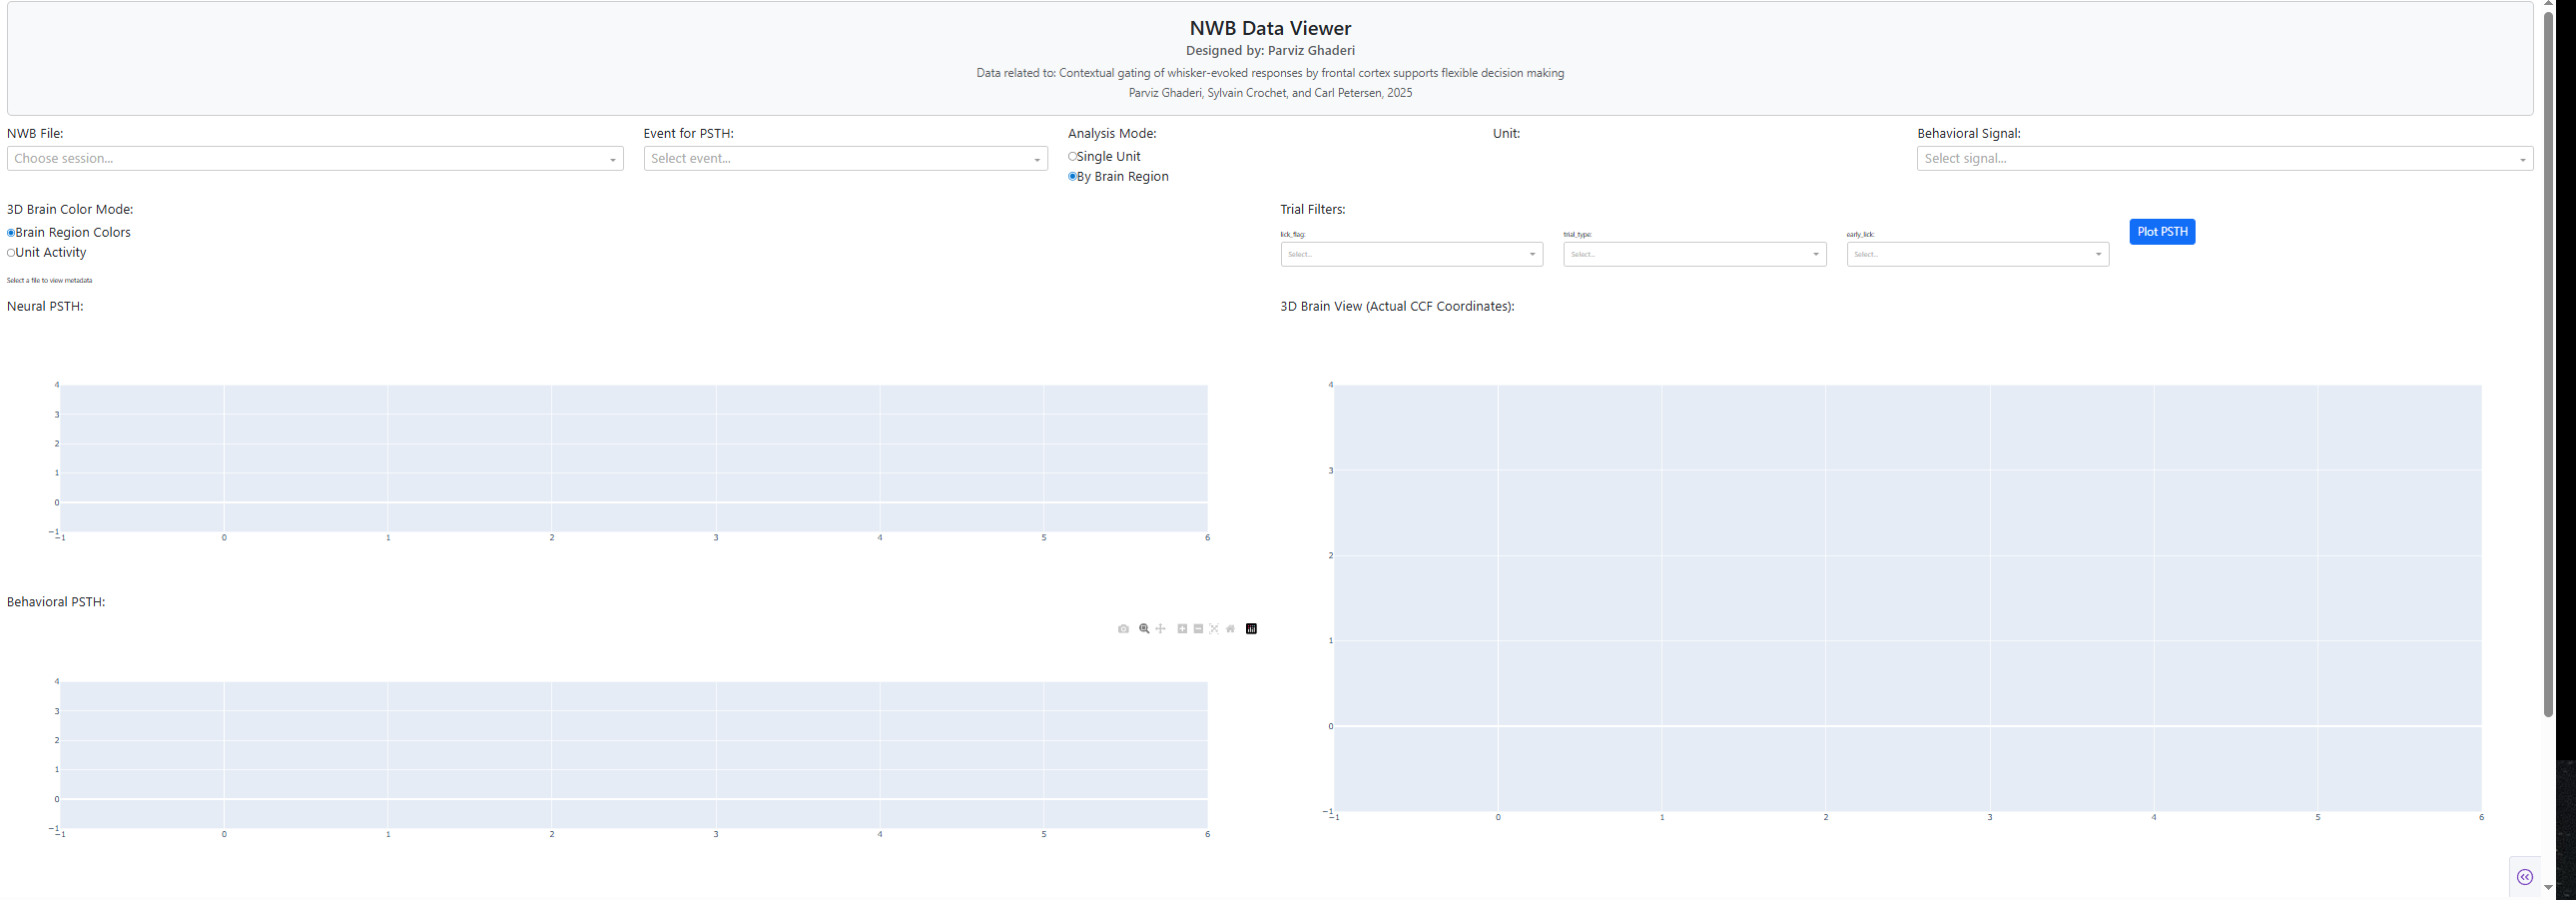 NWB Data Viewer
Designed by: Parviz Ghaderi
Data related to: Contextual gating of whisker-evoked responses by frontal cortex supports flexible decision making
Parviz Ghaderi, Sylvain Crochet, and Carl Petersen, 2025
NWB File:
Choose session...
Event for PSTH:
Select event...
Analysis Mode:
Single Unit
By Brain Region
Unit:
Behavioral Signal:
Select signal...
3D Brain Color Mode:
Brain Region Colors
Unit Activity
Trial Filters:
lick_flag:
Select...
trial_type:
Select...
early_lick:
Select...
Plot PSTH
Select a file to view metadata
Neural PSTH:
4
3
2
1
0
−1
−1 0 1 2 3 4 5 6
3D Brain View (Actual CCF Coordinates):
4
3
2
1
0
−1
−1 0 1 2 3 4 5 6
Behavioral PSTH:
4
3
2
1
0
−1
−1 0 1 2 3 4 5 6